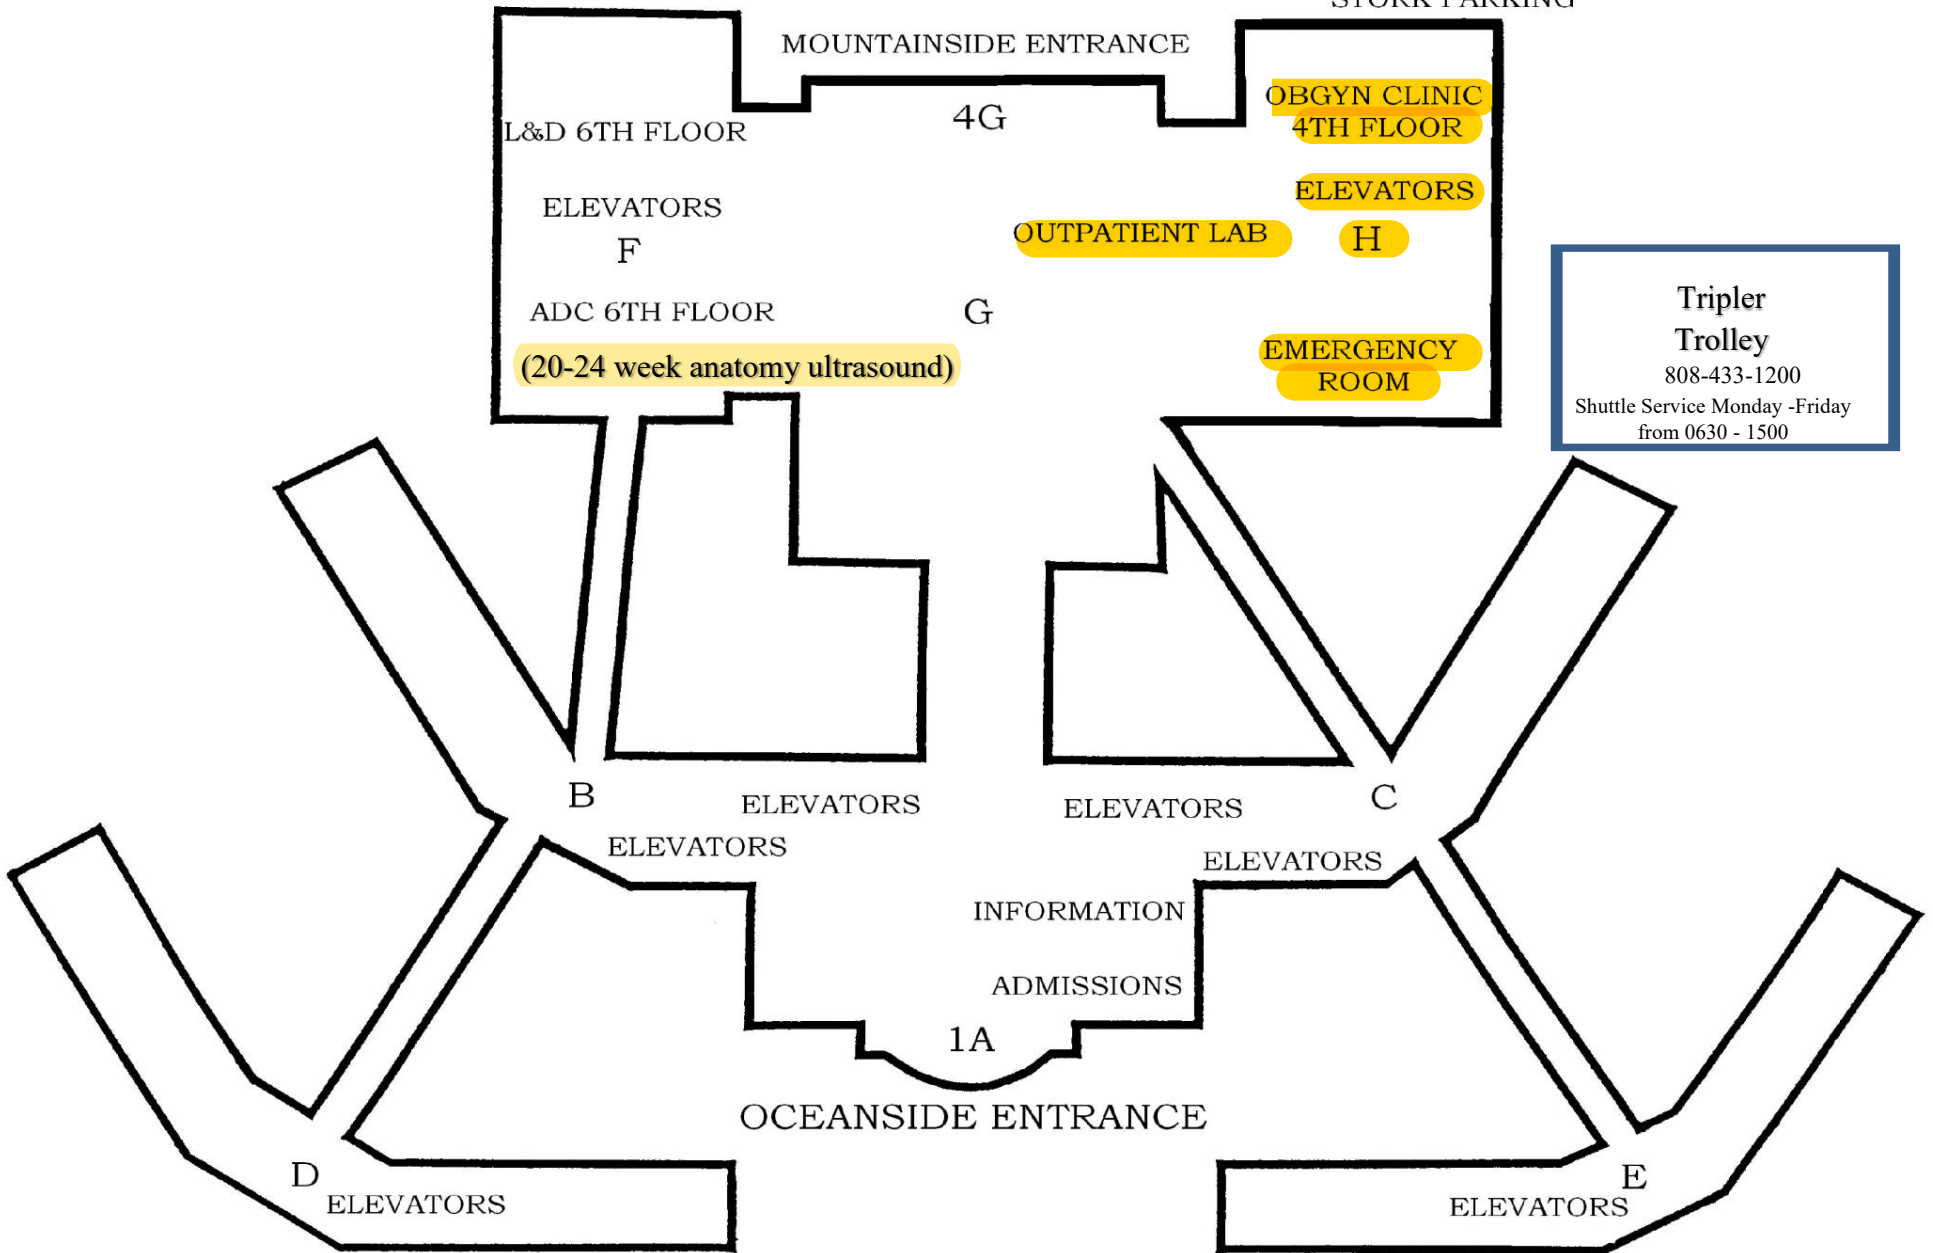 STORK PARKING
MOUNTAINSIDE ENTRANCE
4G
OBGYN CLINIC
4TH FLOOR
L&D 6TH FLOOR
ELEVATORS
ELEVATORS
F
OUTPATIENT LAB
H
ADC 6TH FLOOR
G
(20-24 week anatomy ultrasound)
EMERGENCY
ROOM
Tripler
Trolley
808-433-1200
Shuttle Service Monday -Friday
from 0630 - 1500
B
ELEVATORS
ELEVATORS
C
ELEVATORS
ELEVATORS
INFORMATION
ADMISSIONS
1A
OCEANSIDE ENTRANCE
D
ELEVATORS
E
ELEVATORS